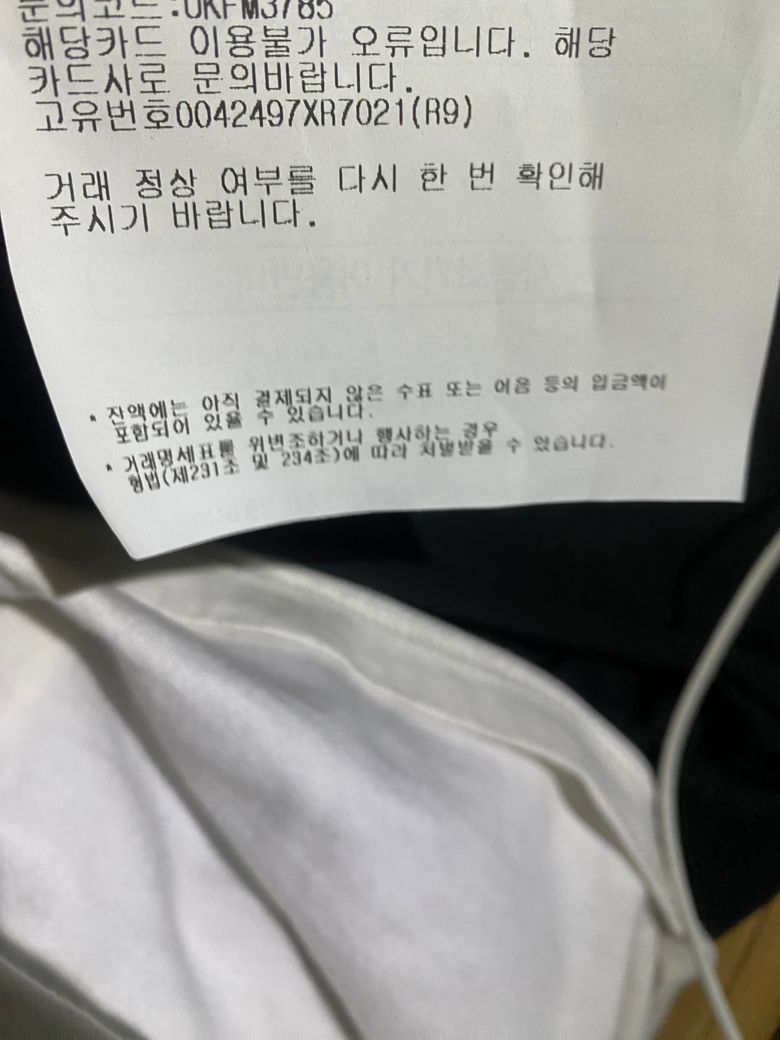 문의코드:UKFM3785
해당카드 이용불가 오류입니다. 해당
카드사로 문의바랍니다.
고유번호0042497XR7021(R9)
거래 정상 여부를 다시 한 번 확인해
주시기 바랍니다.
* 잔액에는 아직 결제되지 않은 수표 또는 어음 등의 입금액이
포함되어 있을 수 있습니다.
* 거래명세표를 위변조하거나 행사하는 경우
형법(제231조 및 234조)에 따라 처벌받을 수 있습니다.